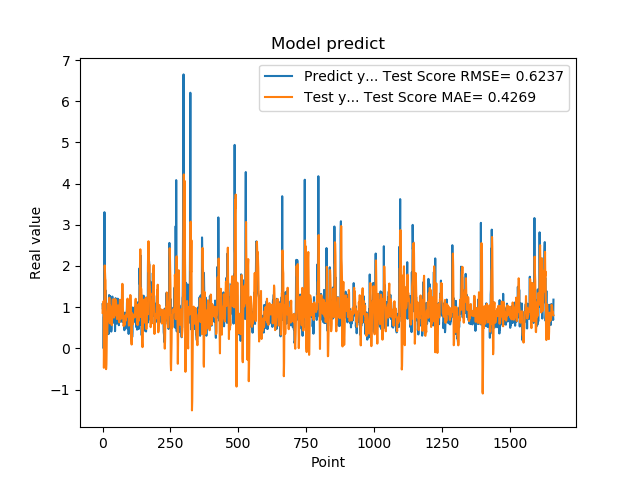 Model predict
Predict y... Test Score RMSE= 0.6237
Test y... Test Score MAE= 0.4269
Real value
7
6
5
4
3
2
1
0
−1
0 250 500 750 1000 1250 1500
Point